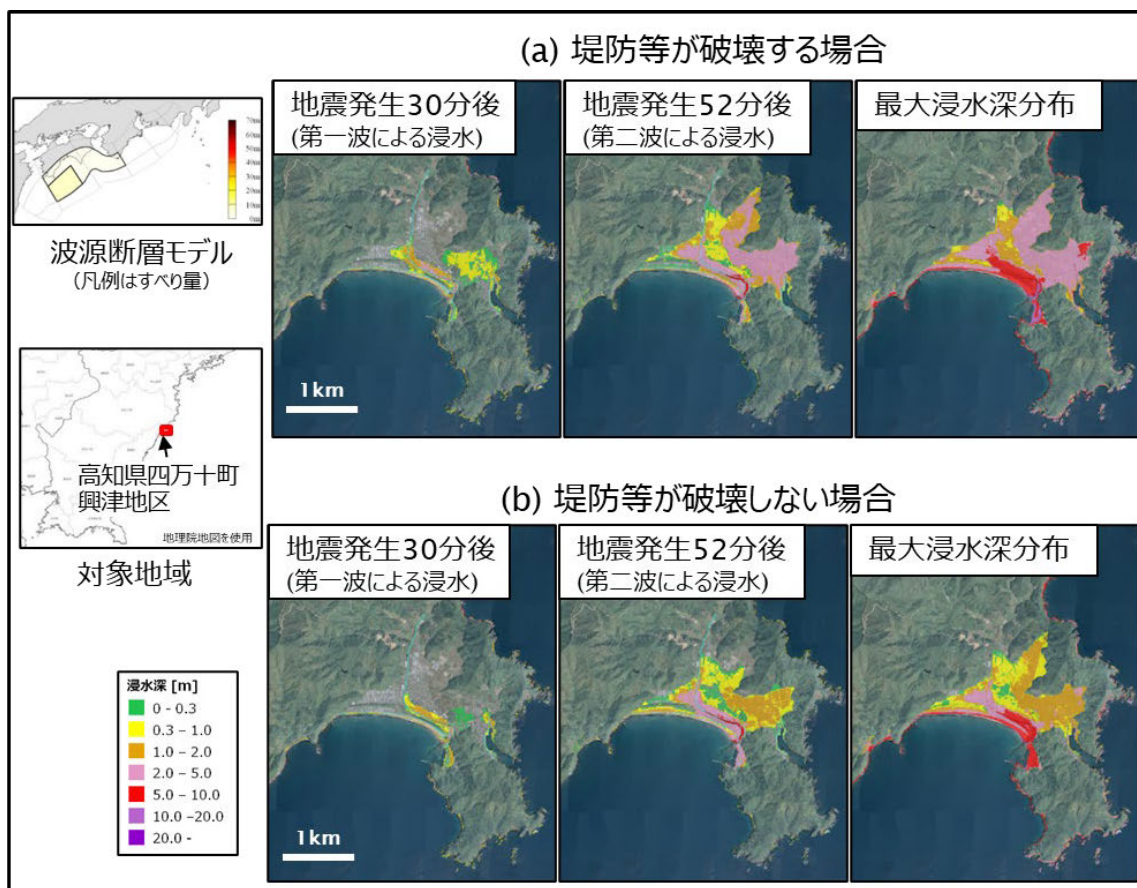 (a) 堤防等が破壊する場合
地震発生30分後
(第一波による浸水)
地震発生52分後
(第二波による浸水)
最大浸水深分布
1km
70m
60m
50m
40m
30m
20m
10m
0m
波源断層モデル
(凡例はすべり量)
高知県四万十町
興津地区
地理院地図を使用
対象地域
(b) 堤防等が破壊しない場合
地震発生30分後
(第一波による浸水)
地震発生52分後
(第二波による浸水)
最大浸水深分布
1km
浸水深 [m]
0 - 0.3
0.3 – 1.0
1.0 – 2.0
2.0 – 5.0
5.0 – 10.0
10.0 –20.0
20.0 -